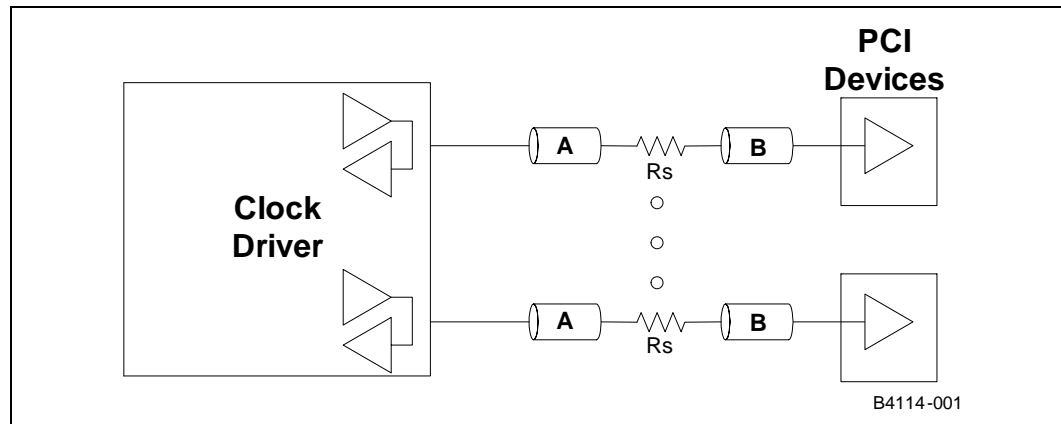 PCI
Devices
A
B
Rs
Clock
Driver
A
B
Rs
B4114-001